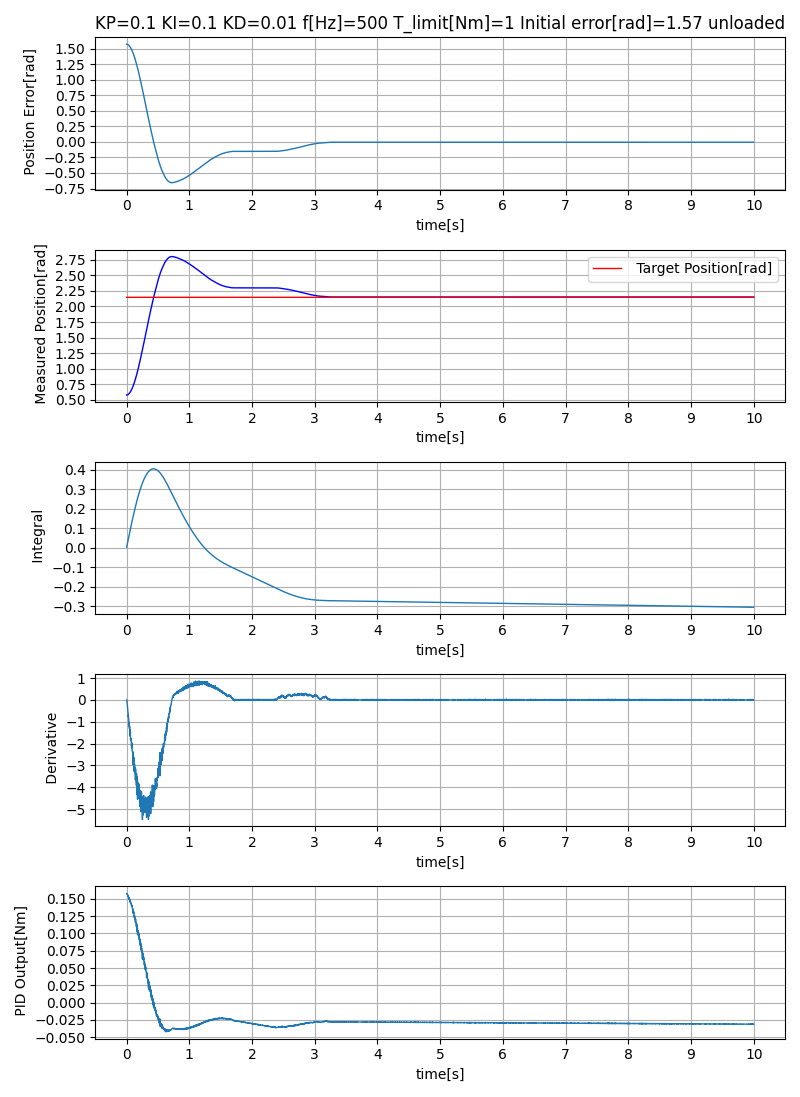 KP=0.1 KI=0.1 KD=0.01 f[Hz]=500 T_limit[Nm]=1 Initial error[rad]=1.57 unloaded
Position Error[rad]
1.50
1.25
1.00
0.75
0.50
0.25
0.00
−0.25
−0.50
−0.75
0 1 2 3 4 5 6 7 8 9 10
time[s]
Measured Position[rad]
2.75
2.50
2.25
2.00
1.75
1.50
1.25
1.00
0.75
0.50
Target Position[rad]
0 1 2 3 4 5 6 7 8 9 10
time[s]
Integral
0.4
0.3
0.2
0.1
0.0
−0.1
−0.2
−0.3
0 1 2 3 4 5 6 7 8 9 10
time[s]
Derivative
1
0
−1
−2
−3
−4
−5
0 1 2 3 4 5 6 7 8 9 10
time[s]
PID Output[Nm]
0.150
0.125
0.100
0.075
0.050
0.025
0.000
−0.025
−0.050
0 1 2 3 4 5 6 7 8 9 10
time[s]